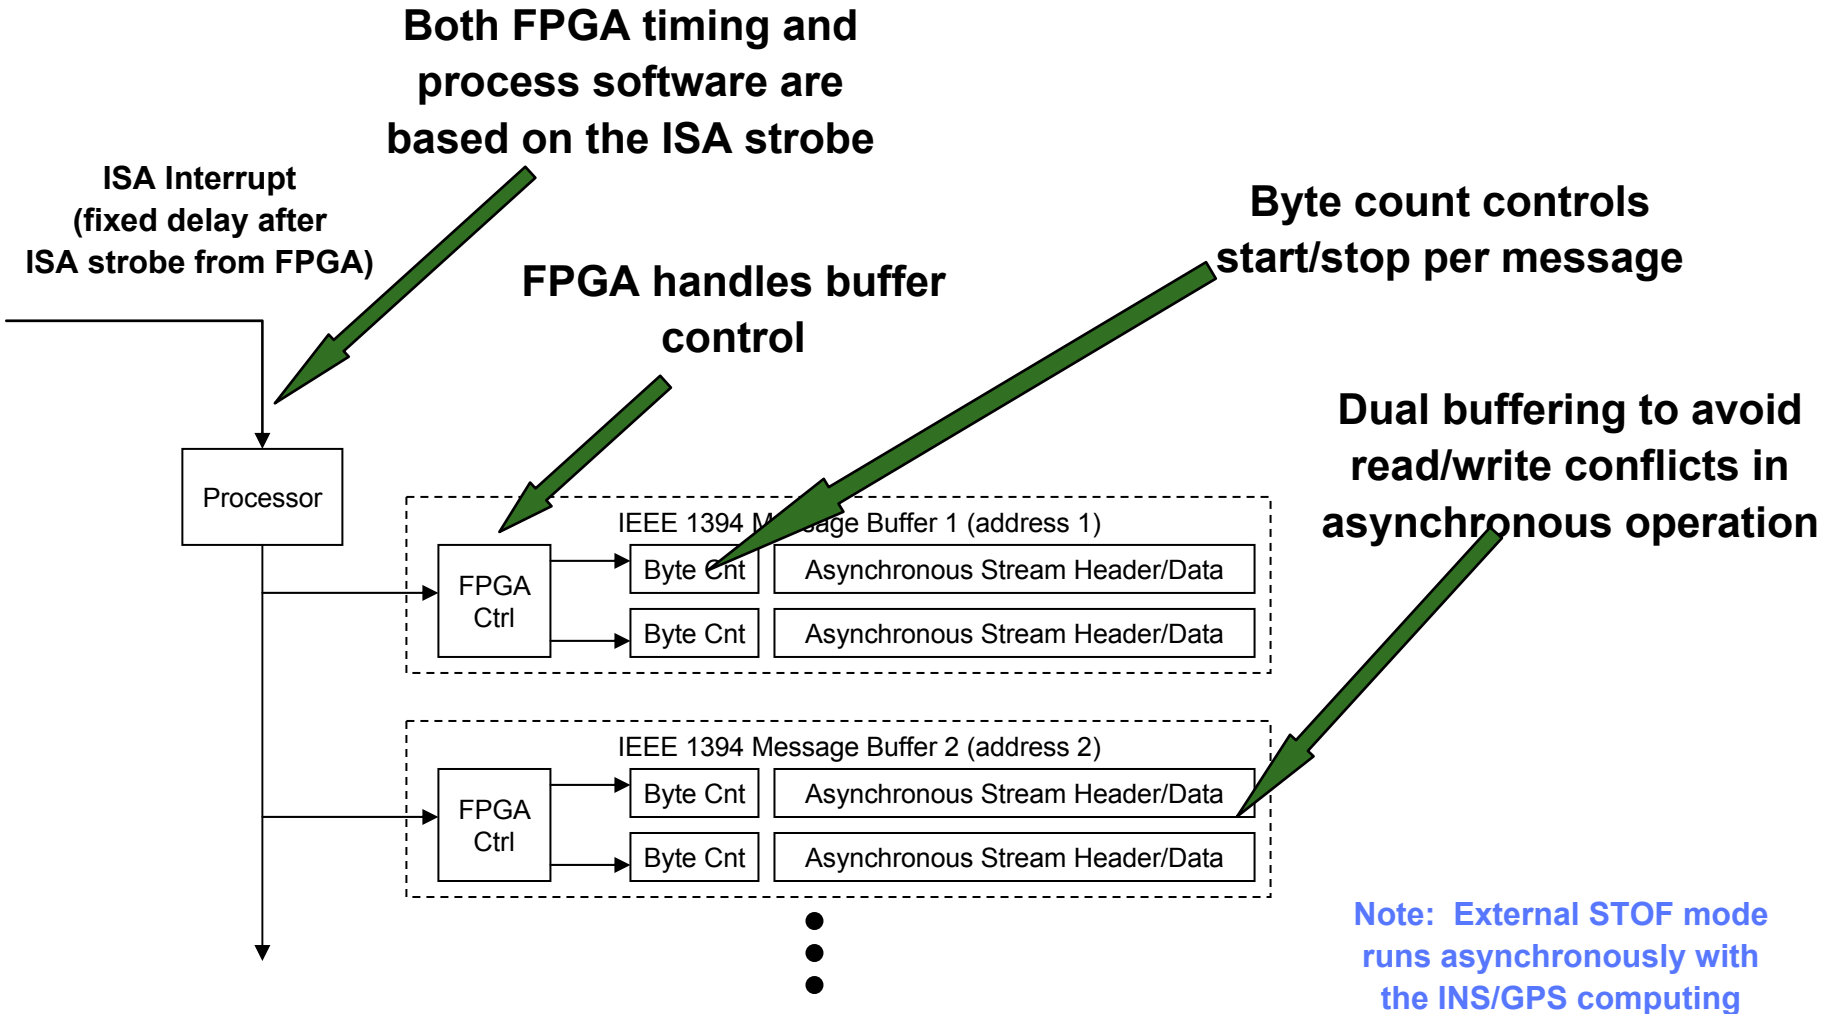 Both FPGA timing and
process software are
based on the ISA strobe
ISA Interrupt
(fixed delay after
ISA strobe from FPGA)
FPGA handles buffer
control
Byte count controls
start/stop per message
Dual buffering to avoid
read/write conflicts in
asynchronous operation
Processor
IEEE 1394 Message Buffer 1 (address 1)
FPGA
Ctrl
Byte Cnt
Asynchronous Stream Header/Data
Byte Cnt
Asynchronous Stream Header/Data
IEEE 1394 Message Buffer 2 (address 2)
FPGA
Ctrl
Byte Cnt
Asynchronous Stream Header/Data
Byte Cnt
Asynchronous Stream Header/Data
Note: External STOF mode
runs asynchronously with
the INS/GPS computing